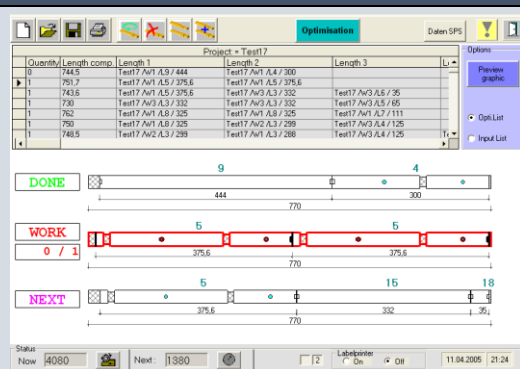 Optimisation
Daten SPS
Project = Test17
Options
Quantity Length comp. Length 1 Length 2 Length 3
0 744,5 Test17 /W1 /L9 / 444 Test17 /W1 /L4 / 300
1 751,7 Test17 /W1 /L5 / 375,6 Test17 /W1 /L5 / 375,6
1 743,6 Test17 /W1 /L5 / 375,6 Test17 /W3 /L3 / 332 Test17 /W3 /L6 / 35
1 730 Test17 /W3 /L3 / 332 Test17 /W3 /L3 / 332 Test17 /W3 /L5 / 65
1 762 Test17 /W1 /L8 / 325 Test17 /W1 /L8 / 325 Test17 /W1 /L7 / 111
1 750 Test17 /W1 /L8 / 325 Test17 /W2 /L3 / 299 Test17 /W3 /L4 / 125
1 748,5 Test17 /W2 /L3 / 299 Test17 /W1 /L3 / 288 Test17 /W2 /L4 / 125
Preview graphic
Opti.List
Input List
9 4
DONE
444 300
770
5 5
WORK
0 / 1
375,6 375,6
770
5 15 18
NEXT
375,6 332 35
770
Status
Now 4080 Next: 1380 2 Labelprinter On Off 11.04.2005 21:24